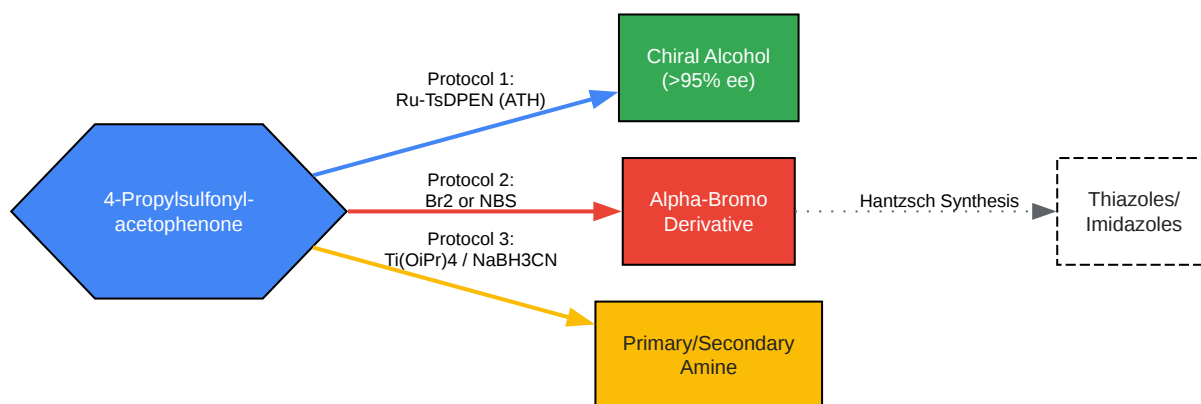 4-Propylsulfonyl-
acetophenone
Protocol 1:
Ru-TsDPEN (ATH)
Chiral Alcohol
(>95% ee)
Protocol 2:
Br2 or NBS
Alpha-Bromo
Derivative
Hantzsch Synthesis
Thiazoles/
Imidazoles
Protocol 3:
Ti(OiPr)4 / NaBH3CN
Primary/Secondary
Amine